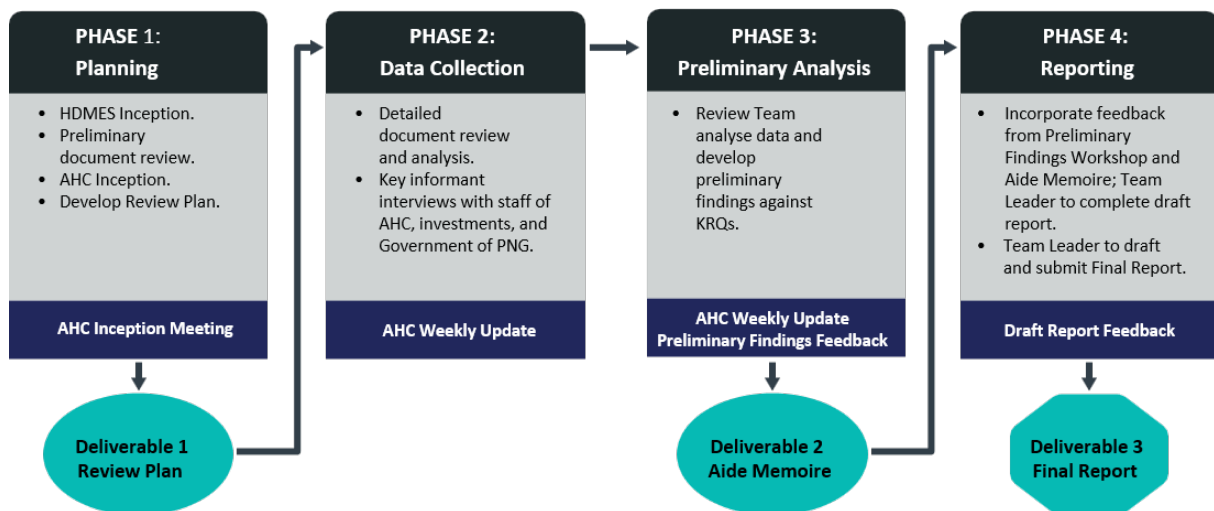 PHASE 1:
Planning
• HDMES Inception.
• Preliminary
document review.
• AHC Inception.
• Develop Review Plan.
AHC Inception Meeting
Deliverable 1
Review Plan
PHASE 2:
Data Collection
• Detailed
document review
and analysis.
• Key informant
interviews with staff of
AHC, investments, and
Government of PNG.
AHC Weekly Update
PHASE 3:
Preliminary Analysis
• Review Team
analyse data and
develop
preliminary
findings against
KRQs.
AHC Weekly Update
Preliminary Findings Feedback
Deliverable 2
Aide Memoire
PHASE 4:
Reporting
• Incorporate feedback
from Preliminary
Findings Workshop and
Aide Memoire; Team
Leader to complete draft
report.
• Team Leader to draft
and submit Final Report.
Draft Report Feedback
Deliverable 3
Final Report